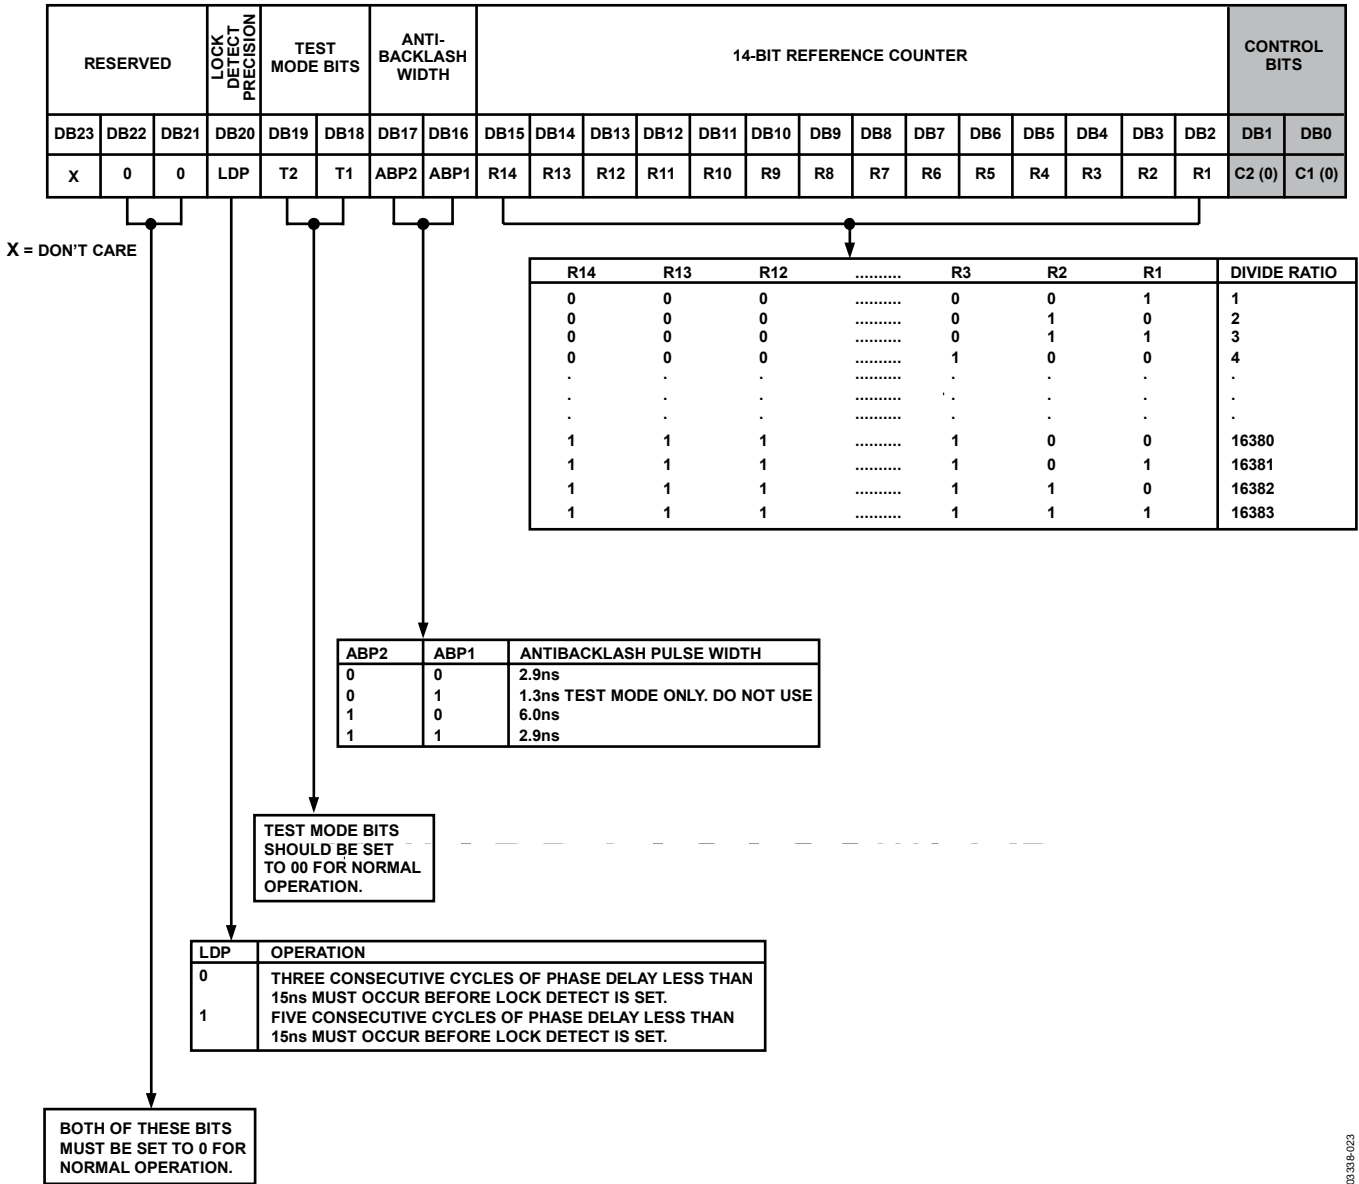 RESERVED
LOCK DETECT PRECISION
TEST MODE BITS
ANTI-BACKLASH WIDTH
14-BIT REFERENCE COUNTER
CONTROL BITS
DB23 DB22 DB21 DB20 DB19 DB18 DB17 DB16 DB15 DB14 DB13 DB12 DB11 DB10 DB9 DB8 DB7 DB6 DB5 DB4 DB3 DB2 DB1 DB0
X 0 0 LDP T2 T1 ABP2 ABP1 R14 R13 R12 R11 R10 R9 R8 R7 R6 R5 R4 R3 R2 R1 C2 (0) C1 (0)
X = DON'T CARE
R14 R13 R12 .......... R3 R2 R1 DIVIDE RATIO
0 0 0 .......... 0 0 1 1
0 0 0 .......... 0 1 0 2
0 0 0 .......... 0 1 1 3
0 0 0 .......... 1 0 0 4
. . . .......... . . . .
. . . .......... . . . .
. . . .......... . . . .
1 1 1 .......... 1 0 0 16380
1 1 1 .......... 1 0 1 16381
1 1 1 .......... 1 1 0 16382
1 1 1 .......... 1 1 1 16383
ABP2 ABP1 ANTIBACKLASH PULSE WIDTH
0 0 2.9ns
0 1 1.3ns TEST MODE ONLY. DO NOT USE
1 0 6.0ns
1 1 2.9ns
TEST MODE BITS
SHOULD BE SET
TO 00 FOR NORMAL
OPERATION.
LDP OPERATION
0 THREE CONSECUTIVE CYCLES OF PHASE DELAY LESS THAN
15ns MUST OCCUR BEFORE LOCK DETECT IS SET.
1 FIVE CONSECUTIVE CYCLES OF PHASE DELAY LESS THAN
15ns MUST OCCUR BEFORE LOCK DETECT IS SET.
BOTH OF THESE BITS
MUST BE SET TO 0 FOR
NORMAL OPERATION.
03338-023